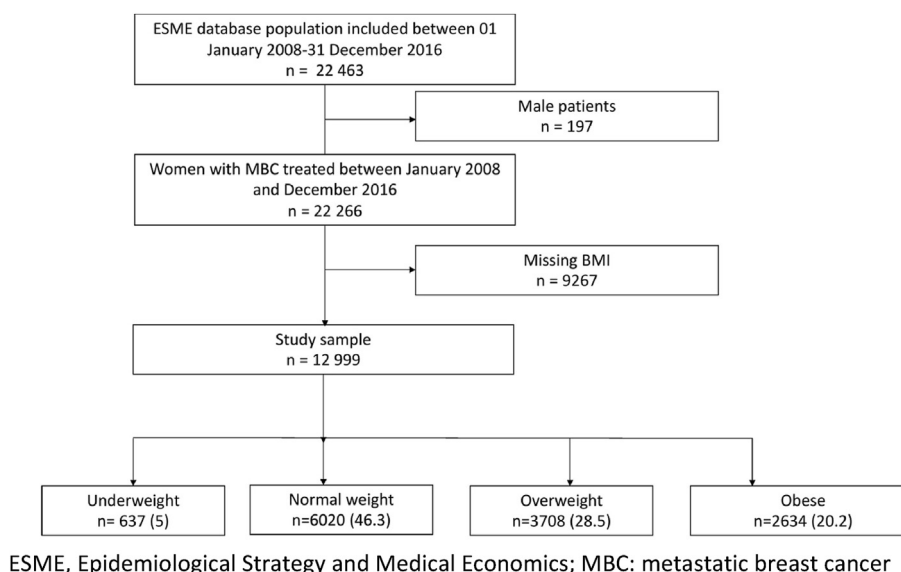 ESME database population included between 01
January 2008-31 December 2016
n = 22 463
Male patients
n = 197
Women with MBC treated between January 2008
and December 2016
n = 22 266
Missing BMI
n = 9267
Study sample
n = 12 999
Underweight
n= 637 (5)
Normal weight
n=6020 (46.3)
Overweight
n=3708 (28.5)
Obese
n=2634 (20.2)
ESME, Epidemiological Strategy and Medical Economics; MBC: metastatic breast cancer